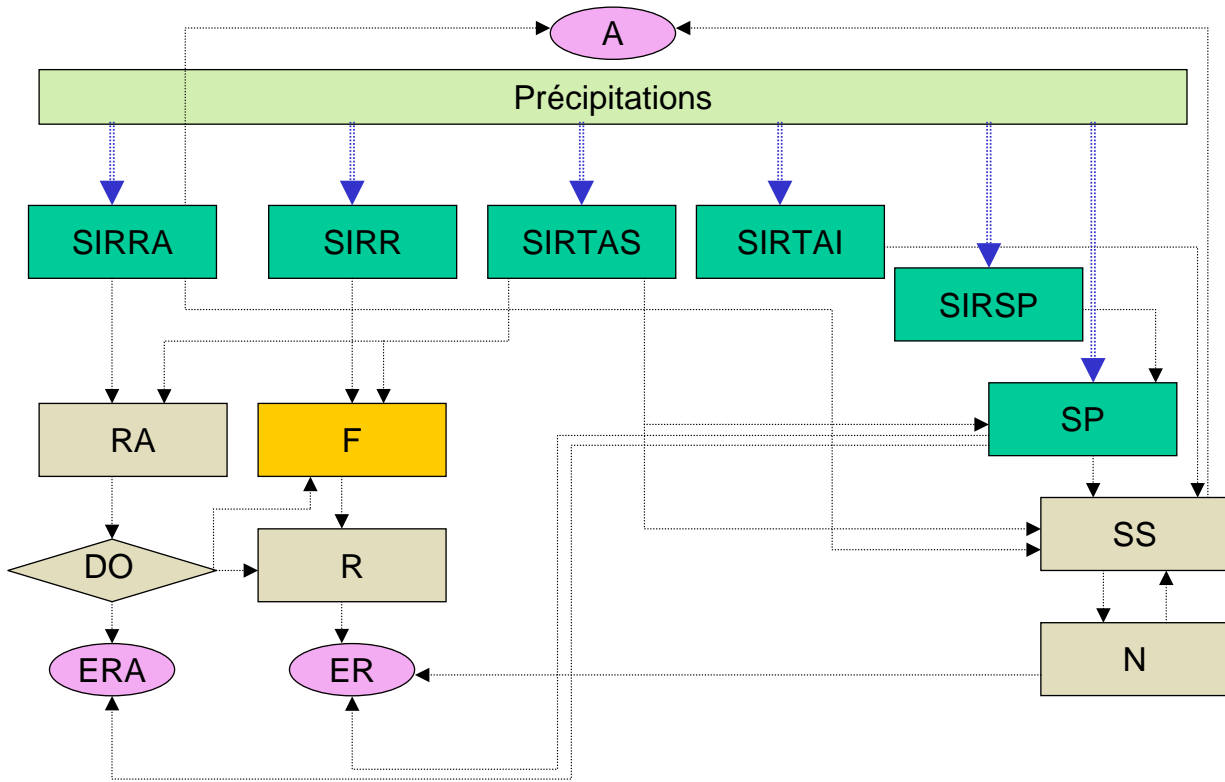 A
Précipitations
SIRRA
SIRR
SIRTAS
SIRTAI
SIRSP
RA
F
SP
DO
R
SS
ERA
ER
N